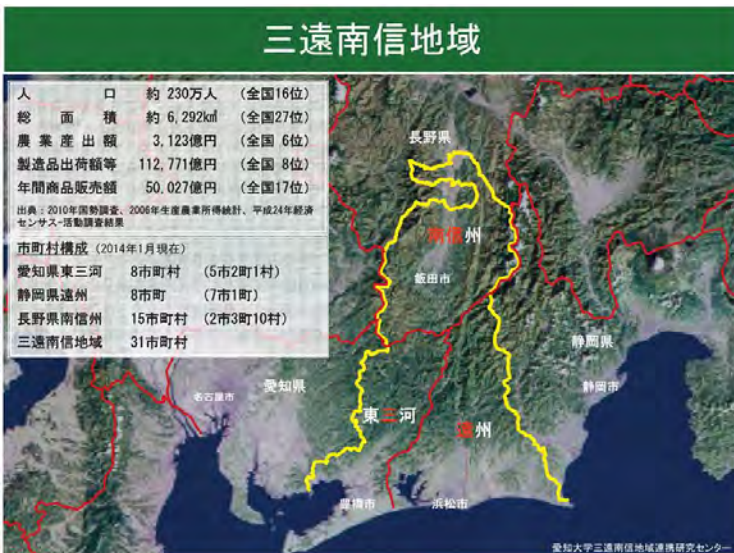 三遠南信地域
人口 約 230万人 (全国16位)
総面積 約 6,292k㎡ (全国27位)
農業産出額 3,123億円 (全国 6位)
製造品出荷額等 112,771億円 (全国 8位)
年間商品販売額 50,027億円 (全国17位)
出典：2010年国勢調査、2006年生産農業所得統計、平成24年経済
センサス-活動調査結果
市町村構成 (2014年1月現在)
愛知県東三河 8市町村 (5市2町1村)
静岡県遠州 8市町 (7市1町)
長野県南信州 15市町村 (2市3町10村)
三遠南信地域 31市町村
長野県
南信州
飯田市
静岡県
静岡市
愛知県
名古屋市
東三河
遠州
豊橋市
浜松市
愛知大学三遠南信地域連携研究センター